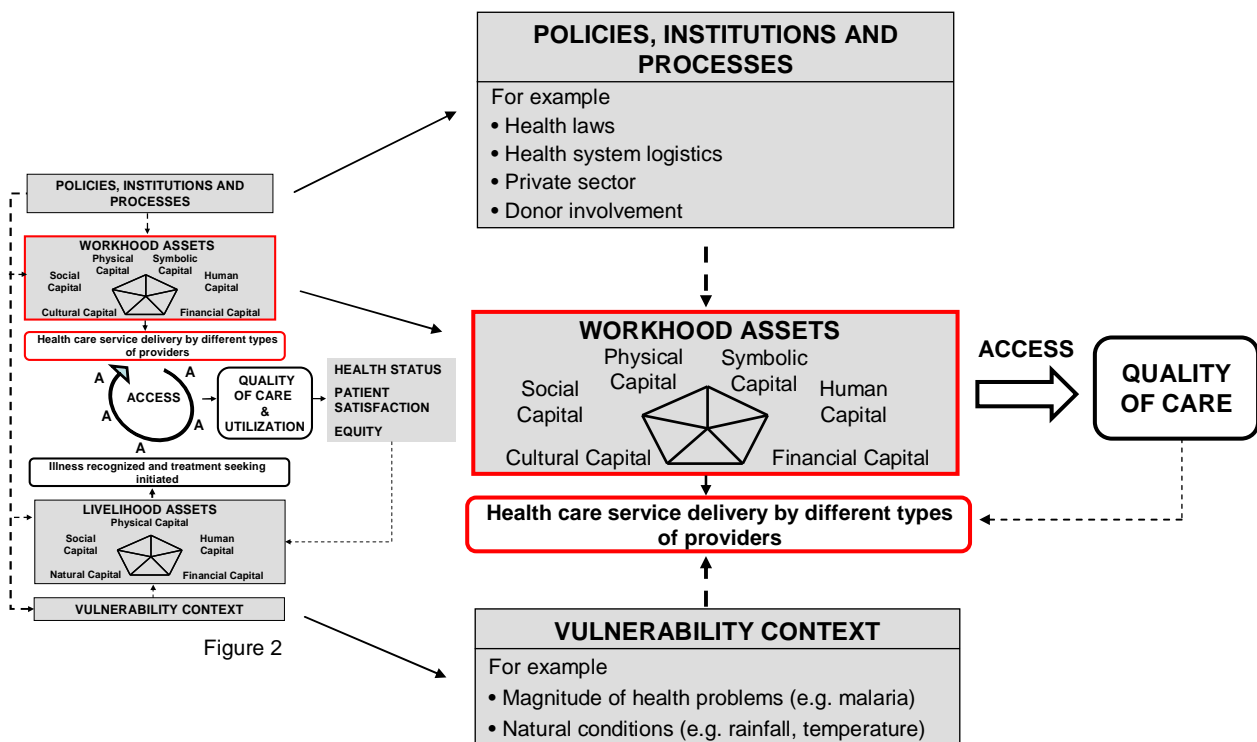 POLICIES, INSTITUTIONS AND
PROCESSES
WORKHOOD ASSETS
Physical
Capital
Symbolic
Capital
Social
Capital
Human
Capital
Cultural Capital
Financial Capital
Health care service delivery by different types
of providers
A
A
A
A
A
A
ACCESS
QUALITY
OF CARE
&
UTILIZATION
HEALTH STATUS
PATIENT
SATISFACTION
EQUITY
Illness recognized and treatment seeking
initiated
LIVELIHOOD ASSETS
Physical Capital
Social
Capital
Human
Capital
Natural Capital
Financial Capital
VULNERABILITY CONTEXT
Figure 2
POLICIES, INSTITUTIONS AND
PROCESSES
For example
• Health laws
• Health system logistics
• Private sector
• Donor involvement
WORKHOOD ASSETS
Physical
Capital
Symbolic
Capital
Social
Capital
Human
Capital
Cultural Capital
Financial Capital
ACCESS
QUALITY
OF CARE
Health care service delivery by different types
of providers
VULNERABILITY CONTEXT
For example
• Magnitude of health problems (e.g. malaria)
• Natural conditions (e.g. rainfall, temperature)